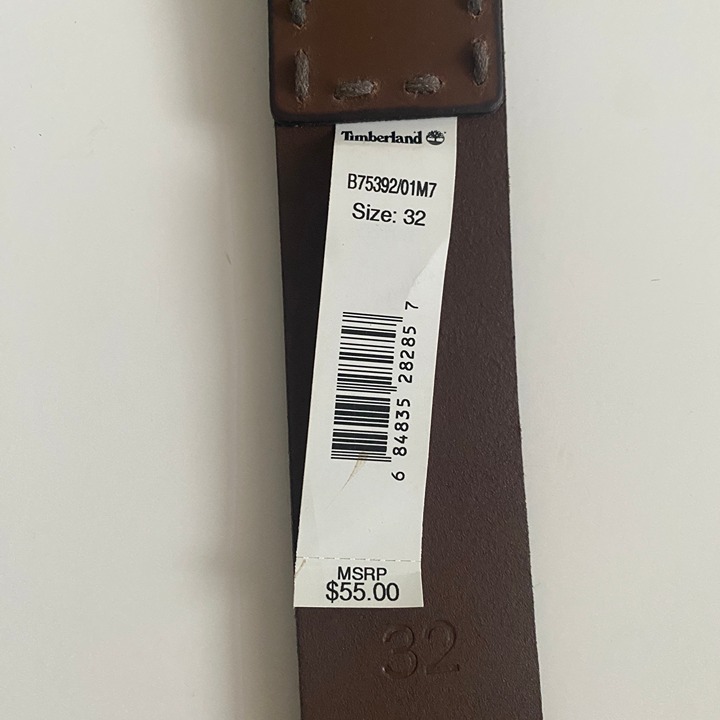 Timberland
B75392/01M7
Size: 32
6 84835 28285 7
MSRP
$55.00
32